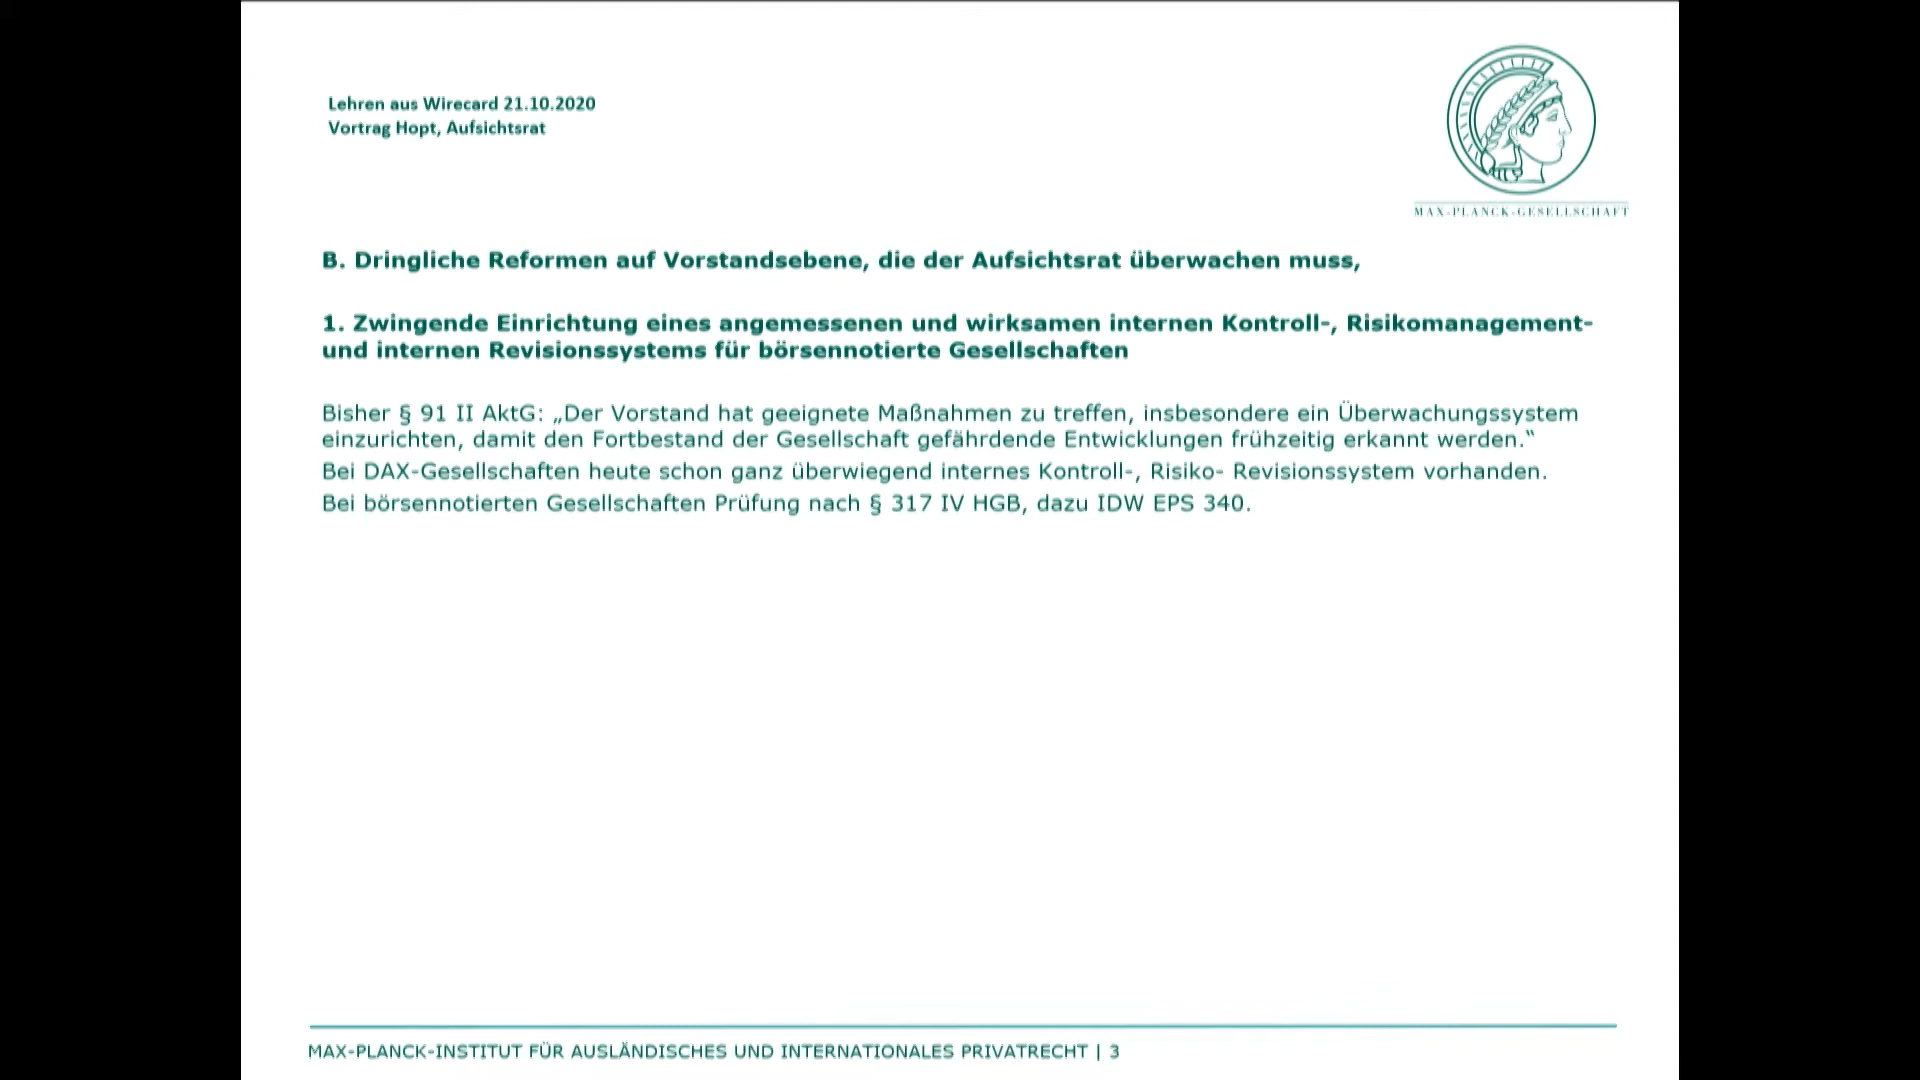 Lehren aus Wirecard 21.10.2020
Vortrag Hopt, Aufsichtsrat
MAX-PLANCK-GESELLSCHAFT
B. Dringliche Reformen auf Vorstandsebene, die der Aufsichtsrat überwachen muss,
1. Zwingende Einrichtung eines angemessenen und wirksamen internen Kontroll-, Risikomanagement-
und internen Revisionssystems für börsennotierte Gesellschaften
Bisher § 91 II AktG: „Der Vorstand hat geeignete Maßnahmen zu treffen, insbesondere ein Überwachungssystem
einzurichten, damit den Fortbestand der Gesellschaft gefährdende Entwicklungen frühzeitig erkannt werden.“
Bei DAX-Gesellschaften heute schon ganz überwiegend internes Kontroll-, Risiko- Revisionssystem vorhanden.
Bei börsennotierten Gesellschaften Prüfung nach § 317 IV HGB, dazu IDW EPS 340.
MAX-PLANCK-INSTITUT FÜR AUSLÄNDISCHES UND INTERNATIONALES PRIVATRECHT | 3